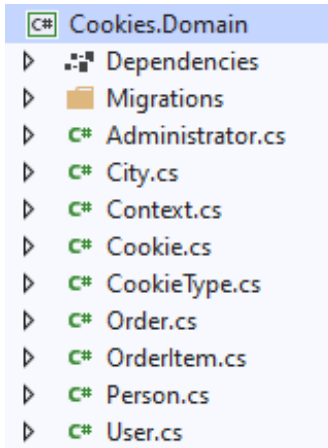 C# Cookies.Domain
Dependencies
Migrations
C# Administrator.cs
C# City.cs
C# Context.cs
C# Cookie.cs
C# CookieType.cs
C# Order.cs
C# OrderItem.cs
C# Person.cs
C# User.cs